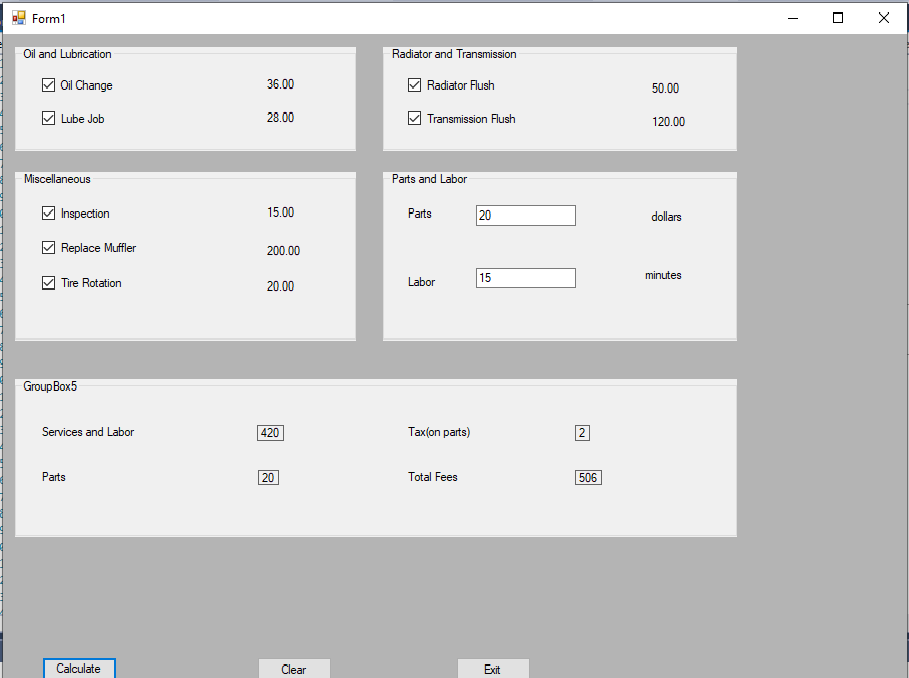 Form1
Oil and Lubrication
Oil Change 36.00
Lube Job 28.00
Radiator and Transmission
Radiator Flush 50.00
Transmission Flush 120.00
Miscellaneous
Inspection 15.00
Replace Muffler 200.00
Tire Rotation 20.00
Parts and Labor
Parts 20 dollars
Labor 15 minutes
GroupBox5
Services and Labor 420 Tax(on parts) 2
Parts 20 Total Fees 506
Calculate Clear Exit